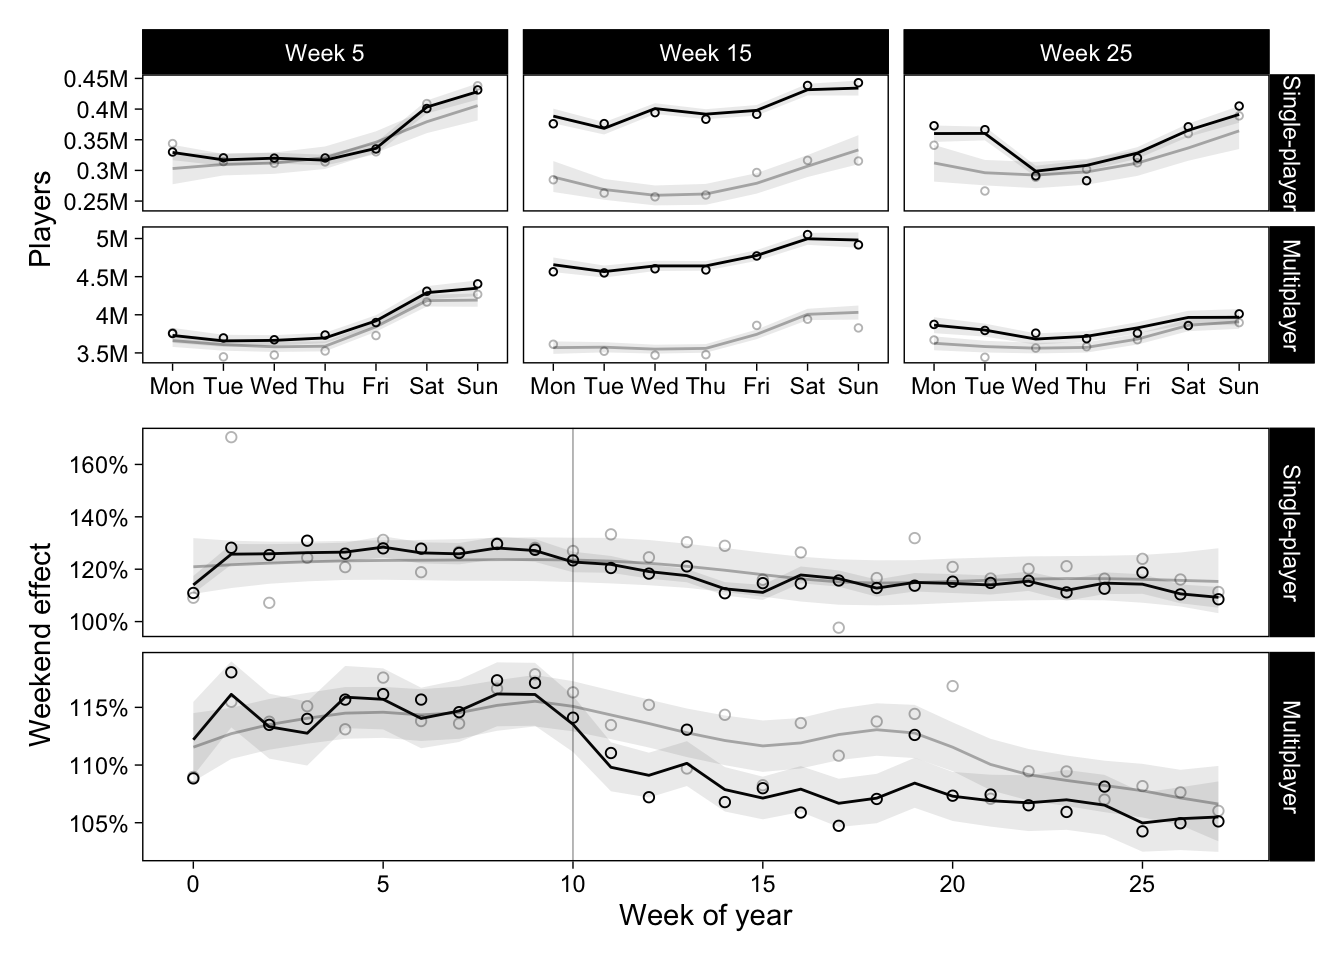 Week 5
Week 15
Week 25
Players
0.45M
0.4M
0.35M
0.3M
0.25M
Single-player
5M
4.5M
4M
3.5M
Multiplayer
Mon Tue Wed Thu Fri Sat Sun
Mon Tue Wed Thu Fri Sat Sun
Mon Tue Wed Thu Fri Sat Sun
Weekend effect
160%
140%
120%
100%
Single-player
115%
110%
105%
Multiplayer
0 5 10 15 20 25
Week of year